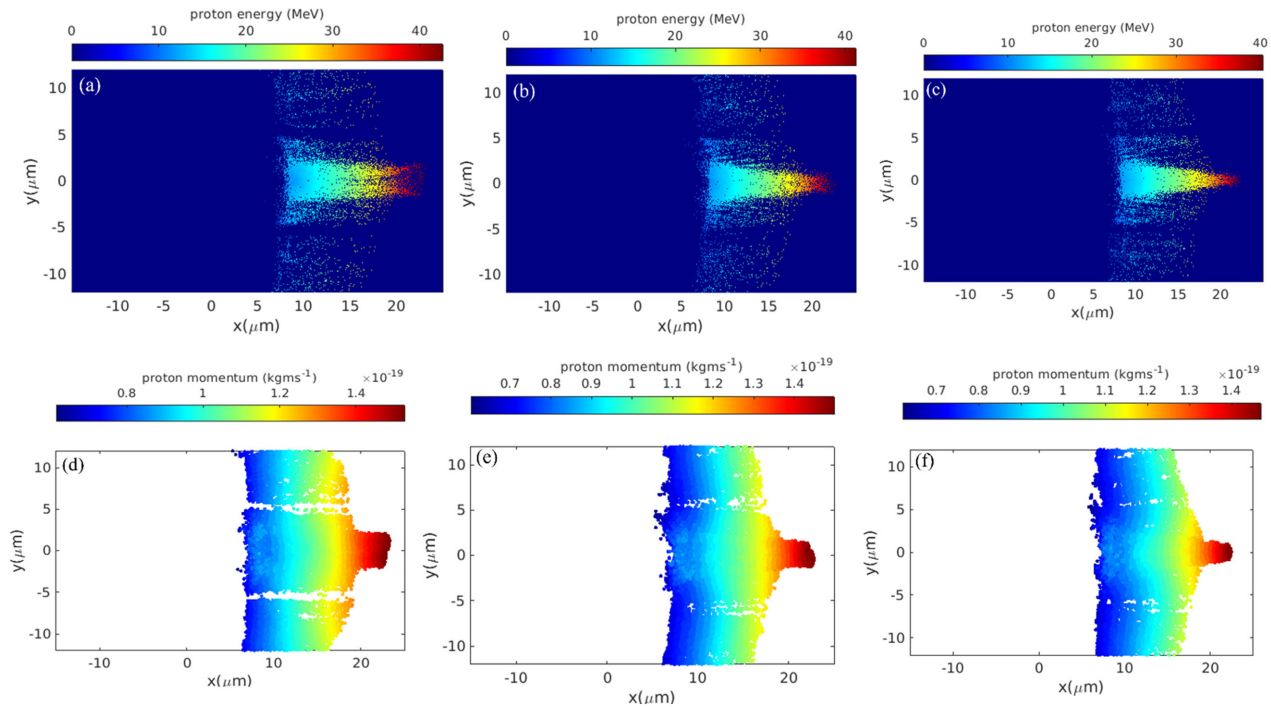 proton energy (MeV)
0 10 20 30 40
(a)
10
5
0
-5
-10
y(μm)
-10 -5 0 5 10 15 20
x(μm)
proton energy (MeV)
0 10 20 30 40
(b)
10
5
0
-5
-10
y(μm)
-10 -5 0 5 10 15 20
x(μm)
proton energy (MeV)
0 10 20 30 40
(c)
10
5
0
-5
-10
y(μm)
-10 -5 0 5 10 15 20
x(μm)
proton momentum (kgms⁻¹) ×10⁻¹⁹
0.8 1 1.2 1.4
(d)
10
5
0
-5
-10
y(μm)
-10 0 10 20
x(μm)
proton momentum (kgms⁻¹) ×10⁻¹⁹
0.7 0.8 0.9 1 1.1 1.2 1.3 1.4
(e)
10
5
0
-5
-10
y(μm)
-10 0 10 20
x(μm)
proton momentum (kgms⁻¹) ×10⁻¹⁹
0.7 0.8 0.9 1 1.1 1.2 1.3 1.4
(f)
10
5
0
-5
-10
y(μm)
-10 0 10 20
x(μm)